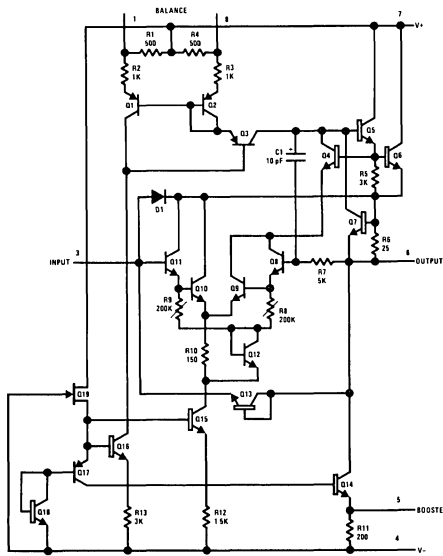 BALANCE
1
8
R1
500
R4
500
7
V+
R2
1K
R3
1K
Q1
Q2
Q3
Q5
C1
10 pF
+
Q4
Q6
R5
3K
D1
Q7
3
INPUT
Q11
Q8
R6
25
6
OUTPUT
Q10
Q9
R7
5K
R9
200K
R8
200K
R10
150
Q12
Q13
Q19
Q15
Q16
Q17
Q14
5
BOOSTE
Q18
R13
3K
R12
1.5K
R11
200
4
V-